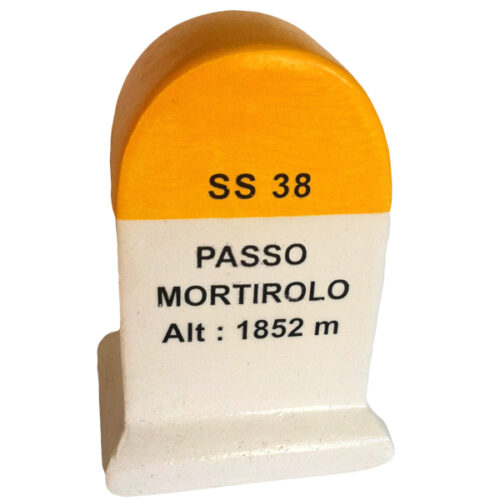 SS 38
PASSO
MORTIROLO
Alt : 1852 m